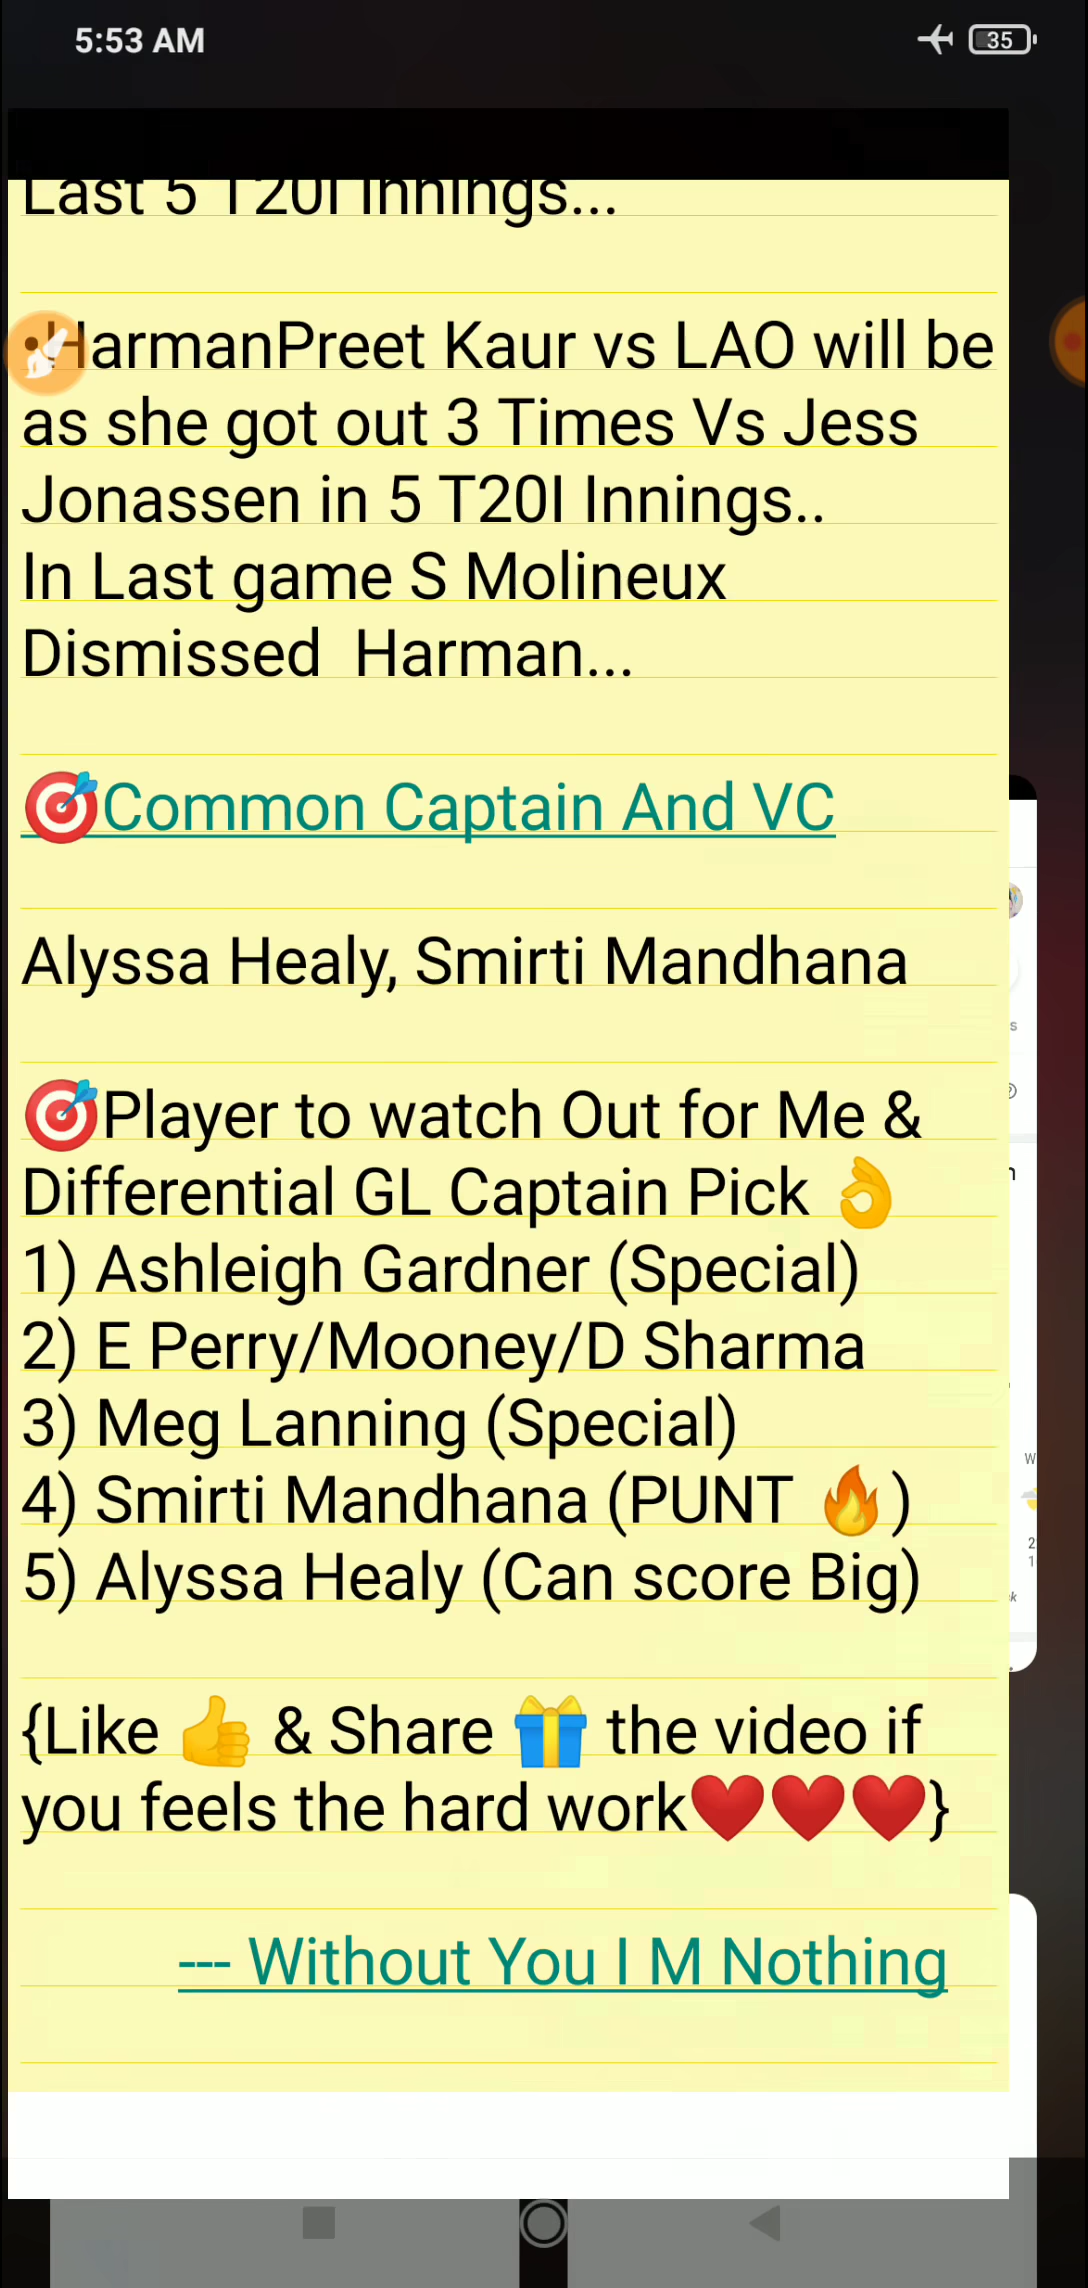 5:53 AM
35
Last 5 T20I Innings...
•HarmanPreet Kaur vs LAO will be
as she got out 3 Times Vs Jess
Jonassen in 5 T20I Innings..
In Last game S Molineux
Dismissed  Harman...
🎯Common Captain And VC
Alyssa Healy, Smirti Mandhana
🎯Player to watch Out for Me &
Differential GL Captain Pick 👌
1) Ashleigh Gardner (Special)
2) E Perry/Mooney/D Sharma
3) Meg Lanning (Special)
4) Smirti Mandhana (PUNT 🔥)
5) Alyssa Healy (Can score Big)
{Like 👍 & Share 🎁 the video if
you feels the hard work❤️❤️❤️}
--- Without You I M Nothing